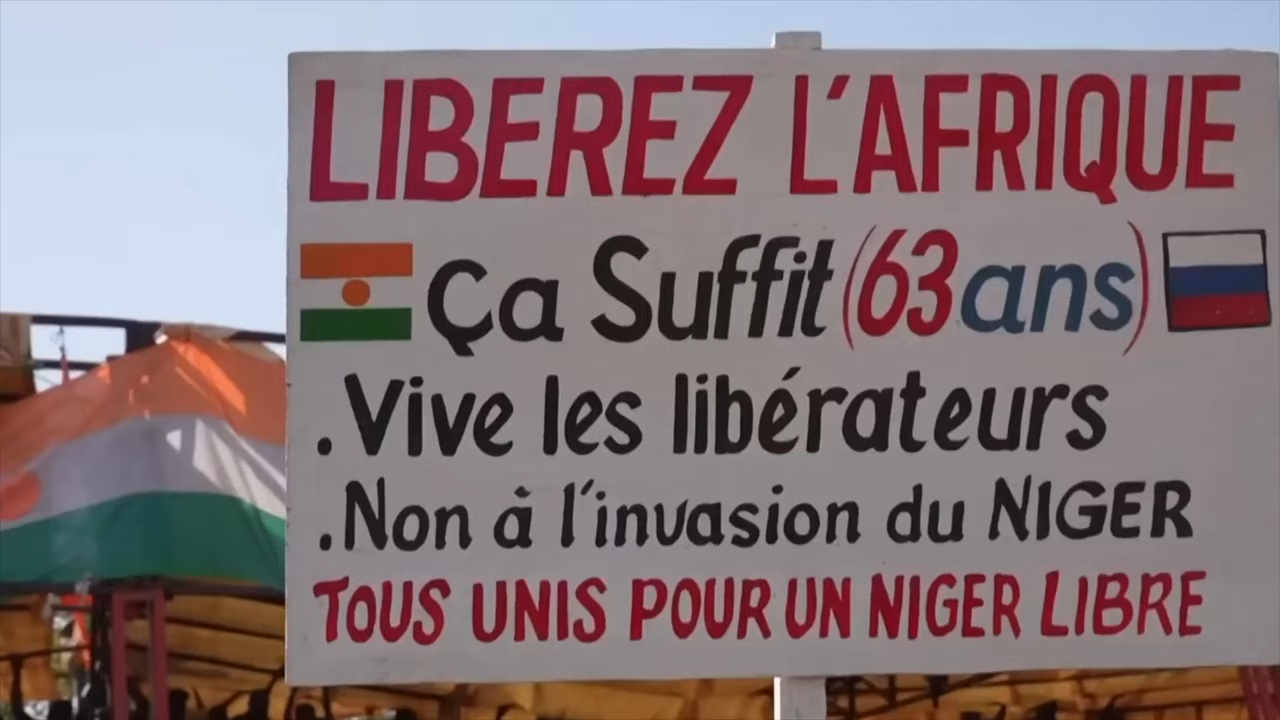 LIBEREZ L'AFRIQUE
Ça Suffit (63 ans)
.Vive les libérateurs
.Non à l'invasion du NIGER
TOUS UNIS POUR UN NIGER LIBRE